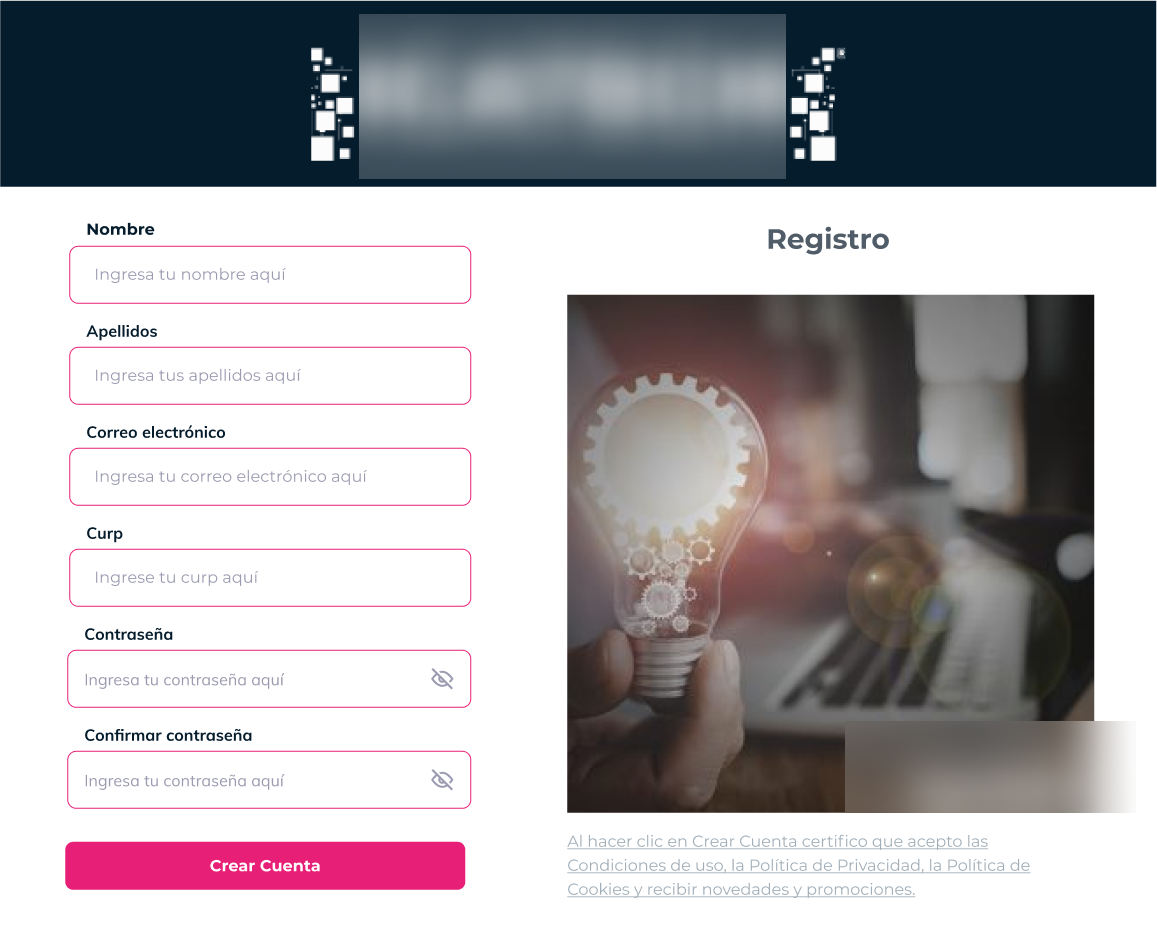 Nombre
Ingresa tu nombre aquí
Apellidos
Ingresa tus apellidos aquí
Correo electrónico
Ingresa tu correo electrónico aquí
Curp
Ingrese tu curp aquí
Contraseña
Ingresa tu contraseña aquí
Confirmar contraseña
Ingresa tu contraseña aquí
Crear Cuenta
Registro
Al hacer clic en Crear Cuenta certifico que acepto las
Condiciones de uso, la Política de Privacidad, la Política de
Cookies y recibir novedades y promociones.